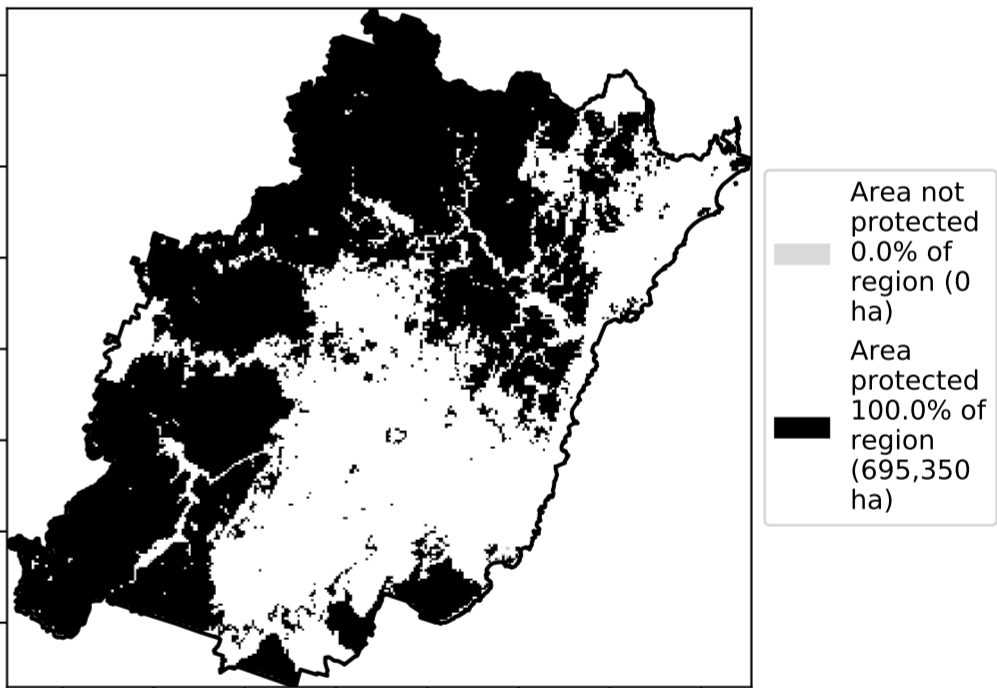 Area not
protected
0.0% of
region (0
ha)
Area
protected
100.0% of
region
(695,350
ha)